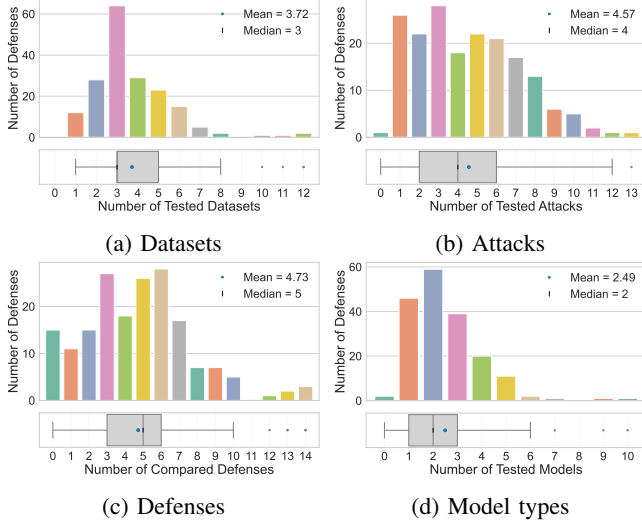 60
40
20
0
Number of Defenses
Mean = 3.72
Median = 3
0 1 2 3 4 5 6 7 8 9 10 11 12
Number of Tested Datasets
(a) Datasets
20
10
0
Number of Defenses
Mean = 4.57
Median = 4
0 1 2 3 4 5 6 7 8 9 10 11 12 13
Number of Tested Attacks
(b) Attacks
20
10
0
Number of Defenses
Mean = 4.73
Median = 5
0 1 2 3 4 5 6 7 8 9 10 11 12 13 14
Number of Compared Defenses
(c) Defenses
60
40
20
0
Number of Defenses
Mean = 2.49
Median = 2
0 1 2 3 4 5 6 7 8 9 10
Number of Tested Models
(d) Model types